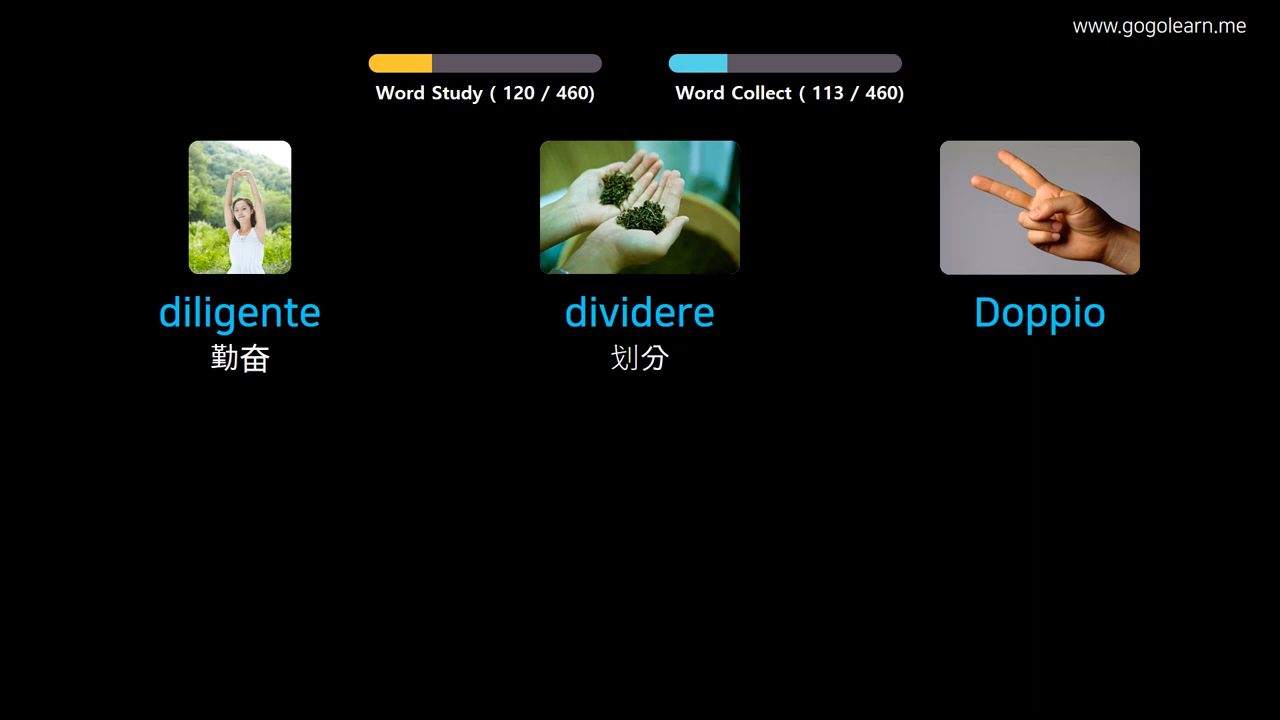 www.gogolearn.me
Word Study ( 120 / 460)
Word Collect ( 113 / 460)
diligente
勤奋
dividere
划分
Doppio